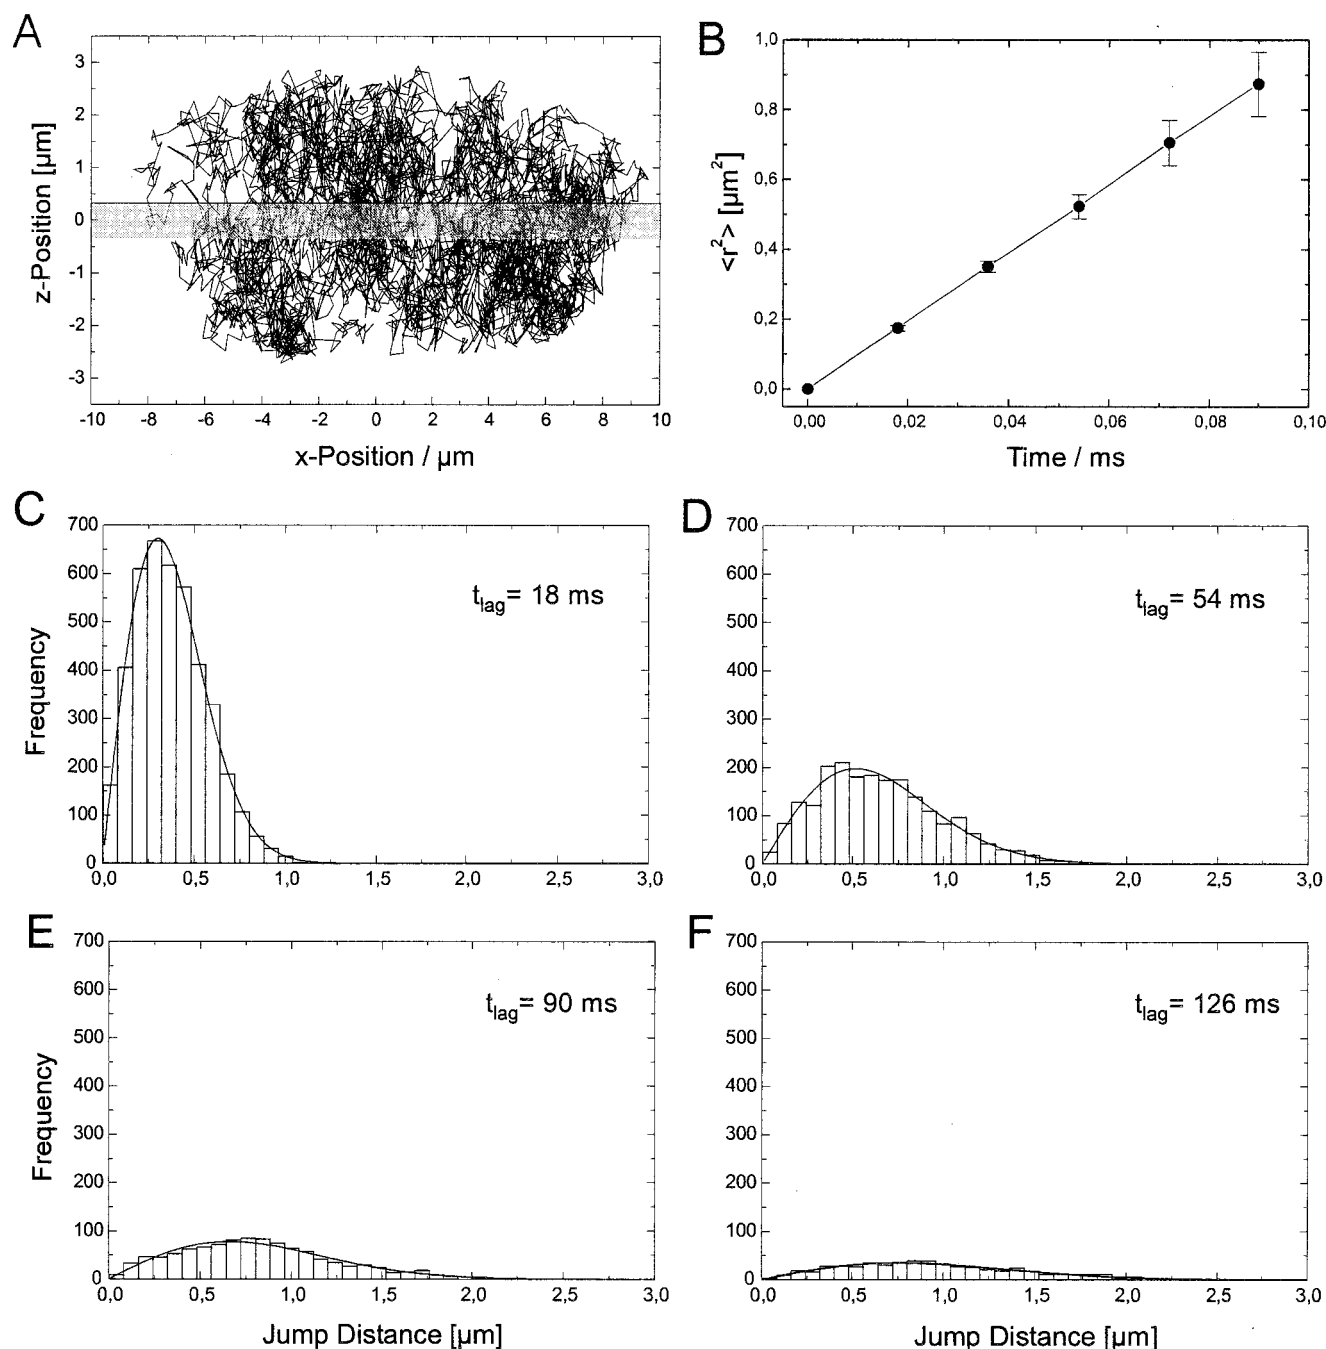 A
z-Position [µm]
3
2
1
0
-1
-2
-3
-10 -8 -6 -4 -2 0 2 4 6 8 10
x-Position / µm
B
<r²> [µm²]
1,0
0,8
0,6
0,4
0,2
0,0
0,00 0,02 0,04 0,06 0,08 0,10
Time / ms
C
Frequency
700
600
500
400
300
200
100
0
t_lag= 18 ms
0,0 0,5 1,0 1,5 2,0 2,5 3,0
D
700
600
500
400
300
200
100
0
t_lag= 54 ms
0,0 0,5 1,0 1,5 2,0 2,5 3,0
E
Frequency
700
600
500
400
300
200
100
0
t_lag= 90 ms
0,0 0,5 1,0 1,5 2,0 2,5 3,0
Jump Distance [µm]
F
700
600
500
400
300
200
100
0
t_lag= 126 ms
0,0 0,5 1,0 1,5 2,0 2,5 3,0
Jump Distance [µm]